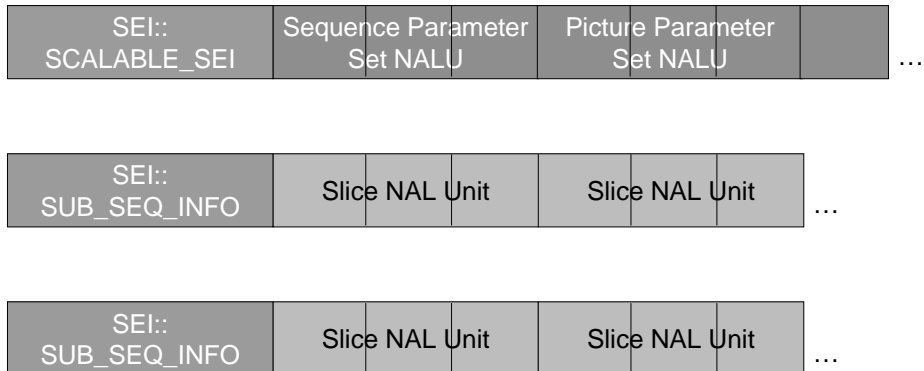 SEI::
SCALABLE_SEI
Sequence Parameter
Set NALU
Picture Parameter
Set NALU
…
SEI::
SUB_SEQ_INFO
Slice NAL Unit
Slice NAL Unit
…
SEI::
SUB_SEQ_INFO
Slice NAL Unit
Slice NAL Unit
…